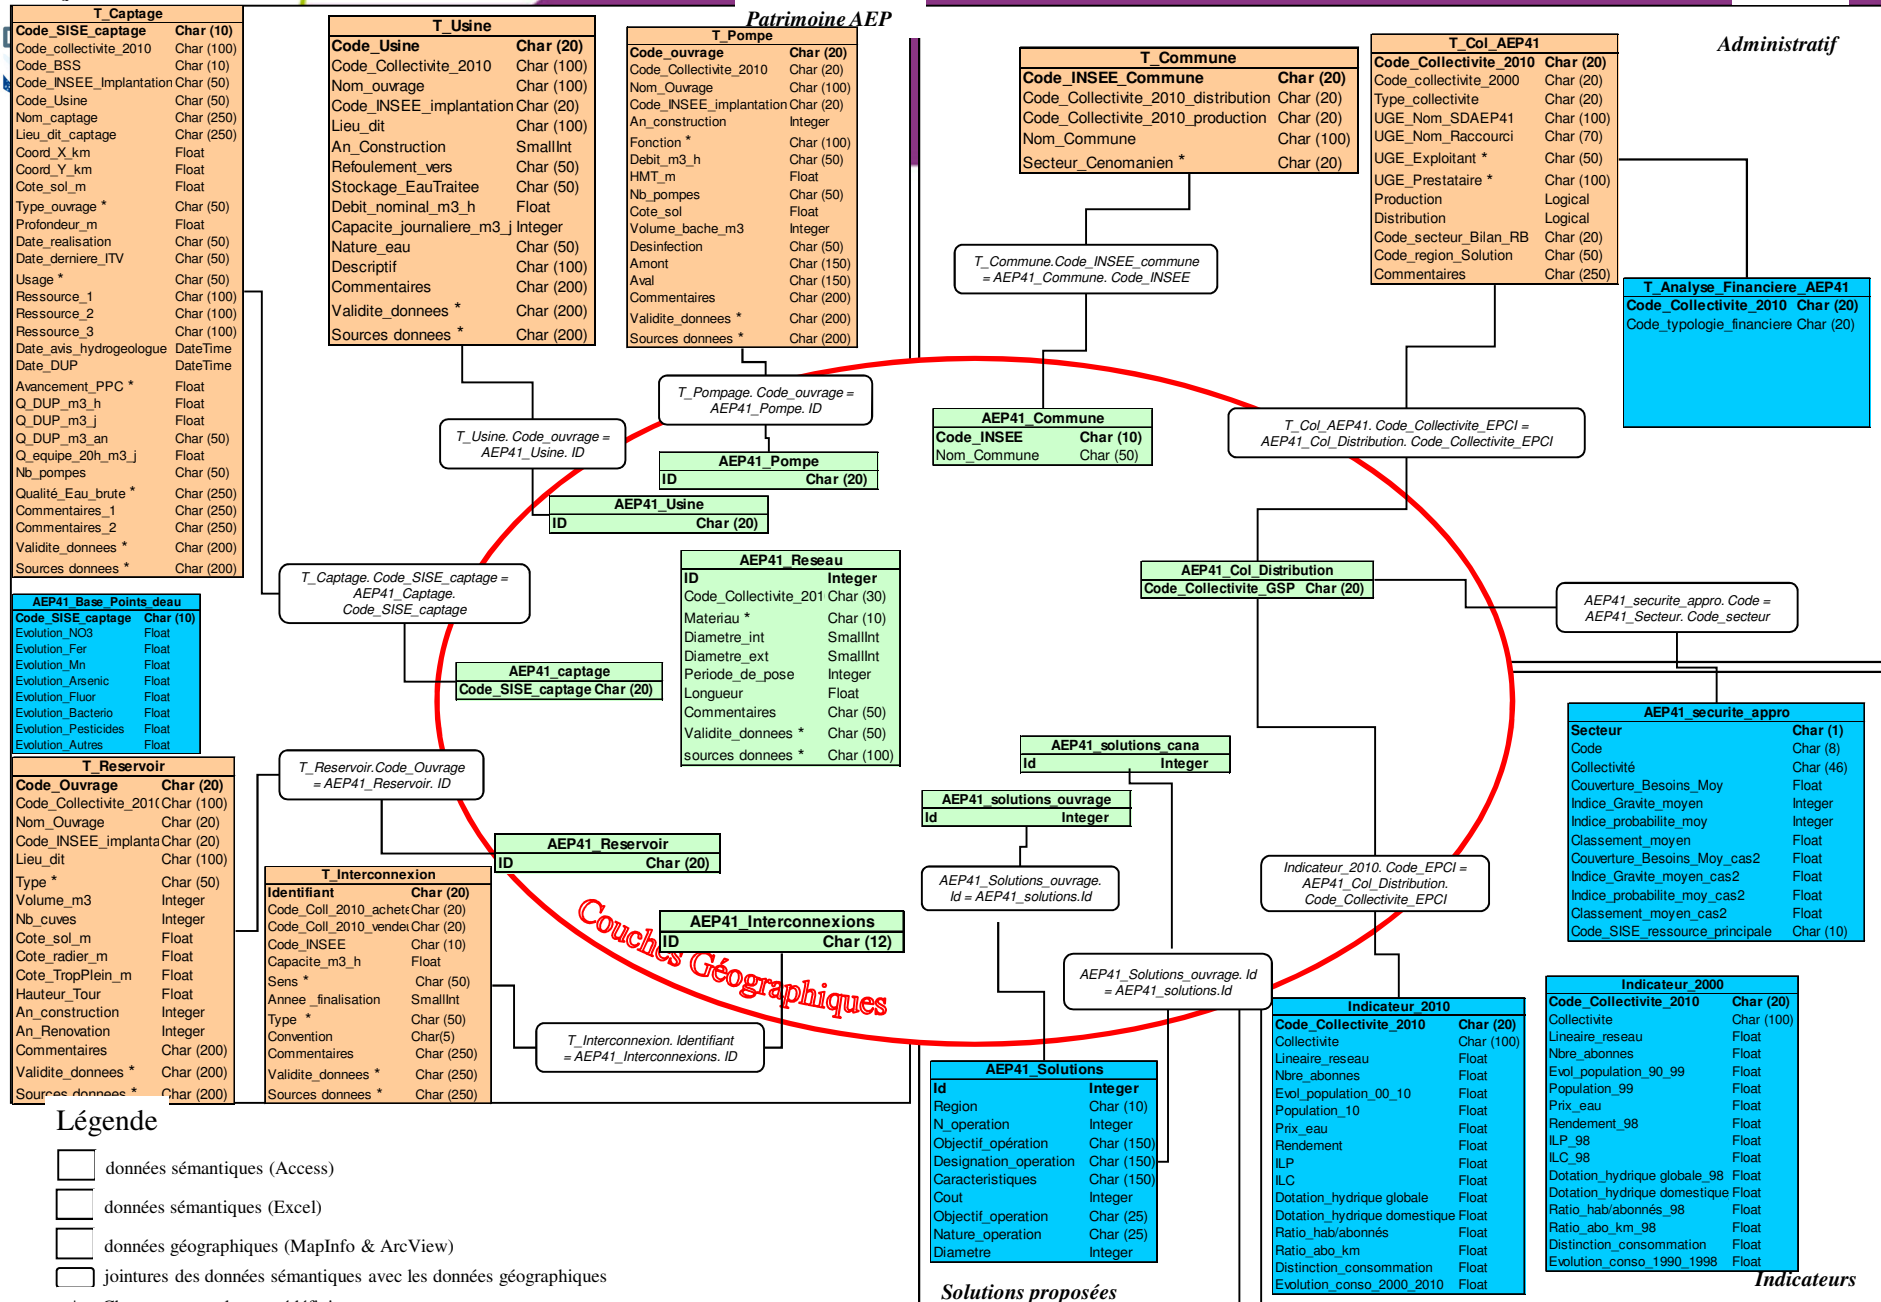 Patrimoine AEP
Administratif
T_Captage
Code_SISE_captage Char (10)
Code_collectivite_2010 Char (100)
Code_BSS Char (10)
Code_INSEE_Implantation Char (50)
Code_Usine Char (50)
Nom_captage Char (250)
Lieu_dit_captage Char (250)
Coord_X_km Float
Coord_Y_km Float
Cote_sol_m Float
Type_ouvrage * Char (50)
Profondeur_m Float
Date_realisation Char (50)
Date_derniere_ITV Char (50)
Usage * Char (50)
Ressource_1 Char (100)
Ressource_2 Char (100)
Ressource_3 Char (100)
Date_avis_hydrogeologue DateTime
Date_DUP DateTime
Avancement_PPC * Float
Q_DUP_m3_h Float
Q_DUP_m3_j Float
Q_DUP_m3_an Char (50)
Q_equipe_20h_m3_j Float
Nb_pompes Char (50)
Qualité_Eau_brute * Char (250)
Commentaires_1 Char (250)
Commentaires_2 Char (250)
Validite_donnees * Char (200)
Sources donnees * Char (200)
T_Usine
Code_Usine Char (20)
Code_Collectivite_2010 Char (100)
Nom_ouvrage Char (100)
Code_INSEE_implantation Char (20)
Lieu_dit Char (100)
An_Construction SmallInt
Refoulement_vers Char (50)
Stockage_EauTraitee Char (50)
Debit_nominal_m3_h Float
Capacite_journaliere_m3_j Integer
Nature_eau Char (50)
Descriptif Char (100)
Commentaires Char (200)
Validite_donnees * Char (200)
Sources donnees * Char (200)
T_Pompe
Code_ouvrage Char (20)
Code_Collectivite_2010 Char (20)
Nom_Ouvrage Char (100)
Code_INSEE_implantation Char (20)
An_construction Integer
Fonction * Char (100)
Debit_m3_h Char (50)
HMT_m Float
Nb_pompes Char (50)
Cote_sol Float
Volume_bache_m3 Integer
Desinfection Char (50)
Amont Char (150)
Aval Char (150)
Commentaires Char (200)
Validite_donnees * Char (200)
Sources donnees * Char (200)
T_Commune
Code_INSEE_Commune Char (20)
Code_Collectivite_2010_distribution Char (20)
Code_Collectivite_2010_production Char (20)
Nom_Commune Char (100)
Secteur_Cenomanien * Char (20)
T_Col_AEP41
Code_Collectivite_2010 Char (20)
Code_collectivite_2000 Char (20)
Type_collectivite Char (20)
UGE_Nom_SDAEP41 Char (100)
UGE_Nom_Raccourci Char (70)
UGE_Exploitant * Char (50)
UGE_Prestataire * Char (100)
Production Logical
Distribution Logical
Code_secteur_Bilan_RB Char (20)
Code_region_Solution Char (50)
Commentaires Char (250)
T_Analyse_Financiere_AEP41
Code_Collectivite_2010 Char (20)
Code_typologie_financiere Char (20)
T_Commune.Code_INSEE_commune
= AEP41_Commune. Code_INSEE
T_Pompage. Code_ouvrage =
AEP41_Pompe. ID
T_Usine. Code_ouvrage =
AEP41_Usine. ID
T_Col_AEP41. Code_Collectivite_EPCI =
AEP41_Col_Distribution. Code_Collectivite_EPCI
AEP41_Commune
Code_INSEE Char (10)
Nom_Commune Char (50)
AEP41_Pompe
ID Char (20)
AEP41_Usine
ID Char (20)
T_Captage. Code_SISE_captage =
AEP41_Captage.
Code_SISE_captage
AEP41_Reseau
ID Integer
Code_Collectivite_201 Char (30)
Materiau * Char (10)
Diametre_int SmallInt
Diametre_ext SmallInt
Periode_de_pose Integer
Longueur Float
Commentaires Char (50)
Validite_donnees * Char (50)
sources donnees * Char (100)
AEP41_Col_Distribution
Code_Collectivite_GSP Char (20)
AEP41_securite_appro. Code =
AEP41_Secteur. Code_secteur
AEP41_Base_Points_deau
Code_SISE_captage Char (10)
Evolution_NO3 Float
Evolution_Fer Float
Evolution_Mn Float
Evolution_Arsenic Float
Evolution_Fluor Float
Evolution_Bacterio Float
Evolution_Pesticides Float
Evolution_Autres Float
AEP41_captage
Code_SISE_captage Char (20)
T_Reservoir
Code_Ouvrage Char (20)
Code_Collectivite_201( Char (100)
Nom_Ouvrage Char (20)
Code_INSEE_implanta Char (20)
Lieu_dit Char (100)
Type * Char (50)
Volume_m3 Integer
Nb_cuves Integer
Cote_sol_m Float
Cote_radier_m Float
Cote_TropPlein_m Float
Hauteur_Tour Float
An_construction Integer
An_Renovation Integer
Commentaires Char (200)
Validite_donnees * Char (200)
Sources donnees * Char (200)
T_Reservoir.Code_Ouvrage
= AEP41_Reservoir. ID
AEP41_Reservoir
ID Char (20)
T_Interconnexion
Identifiant Char (20)
Code_Coll_2010_achet Char (20)
Code_Coll_2010_vende Char (20)
Code_INSEE Char (10)
Capacite_m3_h Float
Sens * Char (50)
Annee _finalisation SmallInt
Type * Char (50)
Convention Char(5)
Commentaires Char (250)
Validite_donnees * Char (250)
Sources donnees * Char (250)
AEP41_Interconnexions
ID Char (12)
Couches Géographiques
T_Interconnexion. Identifiant
= AEP41_Interconnexions. ID
AEP41_solutions_cana
Id Integer
AEP41_solutions_ouvrage
Id Integer
AEP41_Solutions_ouvrage.
Id = AEP41_solutions.Id
AEP41_Solutions_ouvrage. Id
= AEP41_solutions.Id
Indicateur_2010. Code_EPCI =
AEP41_Col_Distribution.
Code_Collectivite_EPCI
AEP41_securite_appro
Secteur Char (1)
Code Char (8)
Collectivité Char (46)
Couverture_Besoins_Moy Float
Indice_Gravite_moyen Integer
Indice_probabilite_moy Integer
Classement_moyen Float
Couverture_Besoins_Moy_cas2 Float
Indice_Gravite_moyen_cas2 Float
Indice_probabilite_moy_cas2 Float
Classement_moyen_cas2 Float
Code_SISE_ressource_principale Char (10)
AEP41_Solutions
Id Integer
Region Char (10)
N_operation Integer
Objectif_opération Char (150)
Designation_operation Char (150)
Caracteristiques Char (150)
Cout Integer
Objectif_operation Char (25)
Nature_operation Char (25)
Diametre Integer
Solutions proposées
Indicateur_2010
Code_Collectivite_2010 Char (20)
Collectivite Char (100)
Lineaire_reseau Float
Nbre_abonnes Float
Evol_population_00_10 Float
Population_10 Float
Prix_eau Float
Rendement Float
ILP Float
ILC Float
Dotation_hydrique globale Float
Dotation_hydrique domestique Float
Ratio_hab/abonnés Float
Ratio_abo_km Float
Distinction_consommation Float
Evolution_conso_2000_2010 Float
Indicateur_2000
Code_Collectivite_2010 Char (20)
Collectivite Char (100)
Lineaire_reseau Float
Nbre_abonnes Float
Evol_population_90_99 Float
Population_99 Float
Prix_eau Float
Rendement_98 Float
ILP_98 Float
ILC_98 Float
Dotation_hydrique globale_98 Float
Dotation_hydrique domestique Float
Ratio_hab/abonnés_98 Float
Ratio_abo_km_98 Float
Distinction_consommation Float
Evolution_conso_1990_1998 Float
Indicateurs
Légende
données sémantiques (Access)
données sémantiques (Excel)
données géographiques (MapInfo & ArcView)
jointures des données sémantiques avec les données géographiques